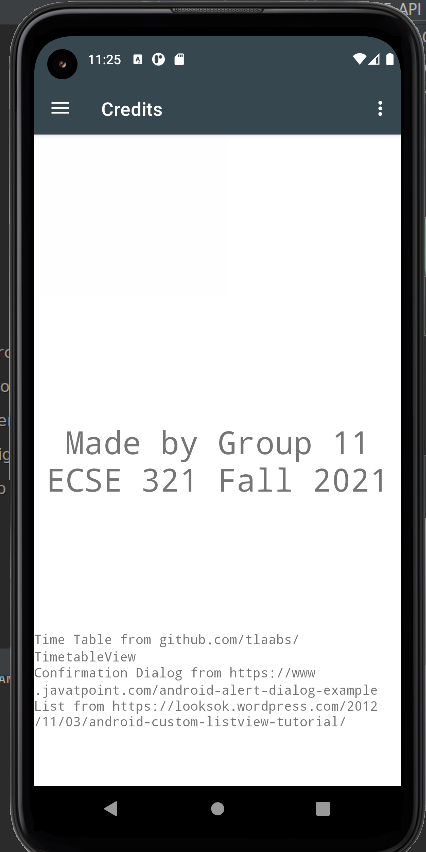 E_API
11:25
Credits
Made by Group 11
ECSE 321 Fall 2021
Time Table from github.com/tlaabs/
TimetableView
Confirmation Dialog from https://www
.javatpoint.com/android-alert-dialog-example
List from https://looksok.wordpress.com/2012
/11/03/android-custom-listview-tutorial/